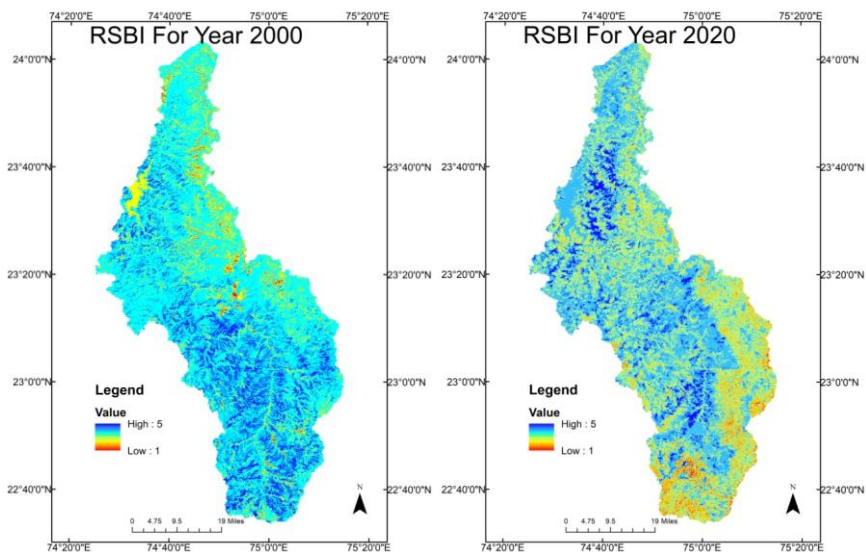 74°20'0"E 74°40'0"E 75°0'0"E 75°20'0"E
RSBI For Year 2000
24°0'0"N 24°0'0"N
23°40'0"N 23°40'0"N
23°20'0"N 23°20'0"N
23°0'0"N 23°0'0"N
22°40'0"N 22°40'0"N
Legend
Value
High : 5
Low : 1
N
0 4.75 9.5 19 Miles
74°20'0"E 74°40'0"E 75°0'0"E 75°20'0"E
74°20'0"E 74°40'0"E 75°0'0"E 75°20'0"E
RSBI For Year 2020
24°0'0"N 24°0'0"N
23°40'0"N 23°40'0"N
23°20'0"N 23°20'0"N
23°0'0"N 23°0'0"N
22°40'0"N 22°40'0"N
Legend
Value
High : 5
Low : 1
N
0 4.75 9.5 19 Miles
74°20'0"E 74°40'0"E 75°0'0"E 75°20'0"E